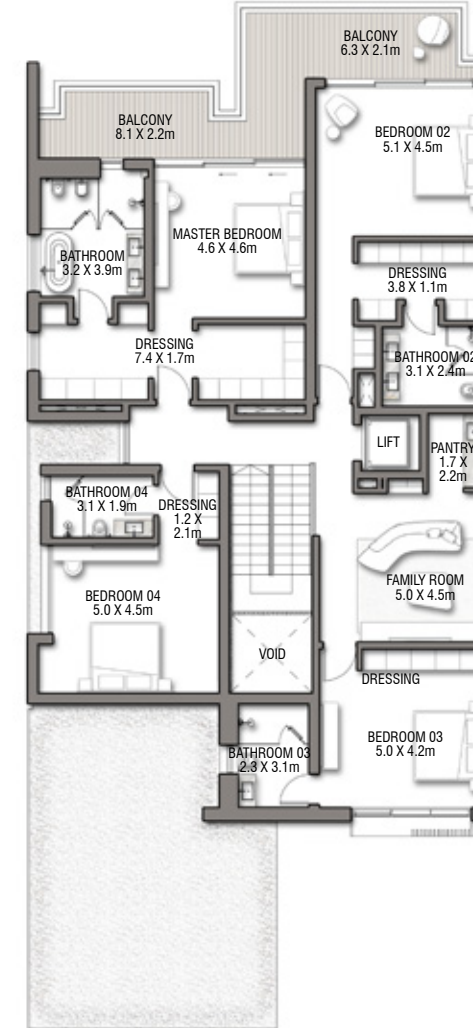 BALCONY
6.3 X 2.1m
BALCONY
8.1 X 2.2m
BEDROOM 02
5.1 X 4.5m
MASTER BEDROOM
4.6 X 4.6m
BATHROOM
3.2 X 3.9m
DRESSING
3.8 X 1.1m
DRESSING
7.4 X 1.7m
BATHROOM 02
3.1 X 2.4m
LIFT
PANTRY
1.7 X
2.2m
BATHROOM 04
3.1 X 1.9m
DRESSING
1.2 X
2.1m
FAMILY ROOM
5.0 X 4.5m
BEDROOM 04
5.0 X 4.5m
VOID
DRESSING
BEDROOM 03
5.0 X 4.2m
BATHROOM 03
2.3 X 3.1m